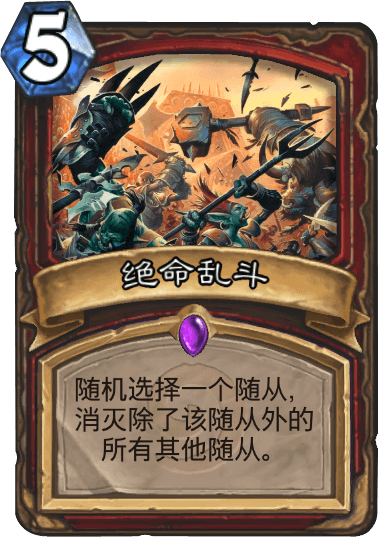 5
绝命乱斗
随机选择一个随从，
消灭除了该随从外的
所有其他随从。